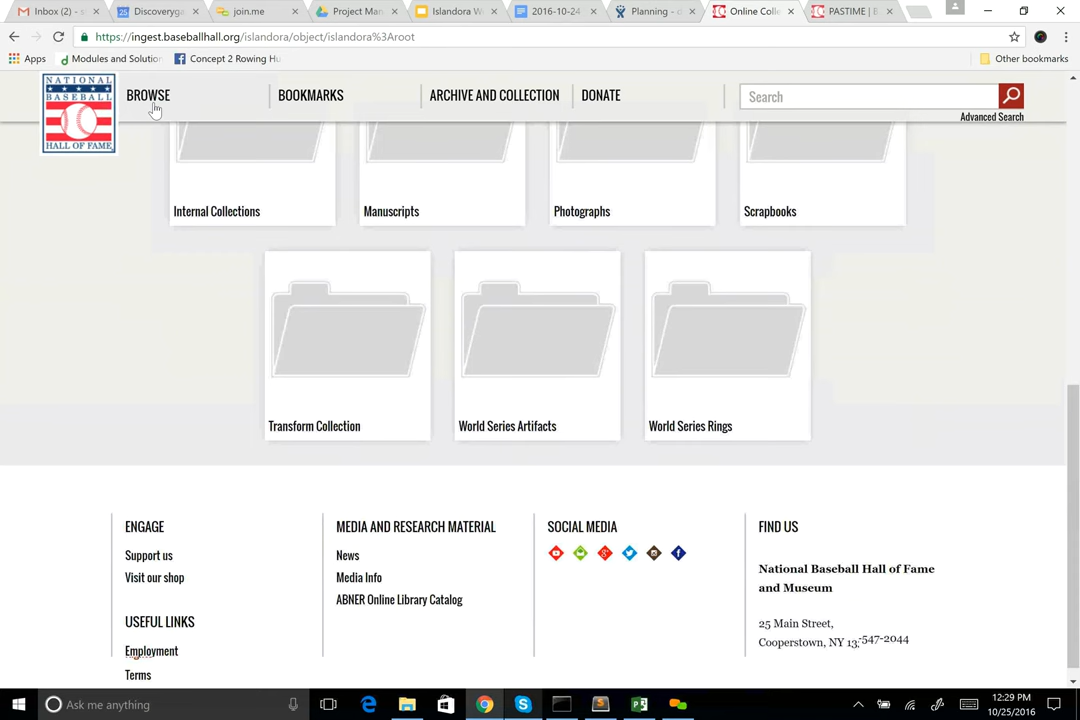 Inbox (2) - s
Discoveryga
join.me
Project Man
Islandora W
2016-10-24
Planning - d
Online Colle
PASTIME | B
https://ingest.baseballhall.org/islandora/object/islandora%3Aroot
Apps
Modules and Solution
Concept 2 Rowing Hu
Other bookmarks
NATIONAL
BASEBALL
HALL OF FAME
BROWSE
BOOKMARKS
ARCHIVE AND COLLECTION
DONATE
Search
Advanced Search
Internal Collections
Manuscripts
Photographs
Scrapbooks
Transform Collection
World Series Artifacts
World Series Rings
ENGAGE
Support us
Visit our shop
USEFUL LINKS
Employment
Terms
MEDIA AND RESEARCH MATERIAL
News
Media Info
ABNER Online Library Catalog
SOCIAL MEDIA
FIND US
National Baseball Hall of Fame
and Museum
25 Main Street,
Cooperstown, NY 13
-547-2044
Ask me anything
12:29 PM
10/25/2016